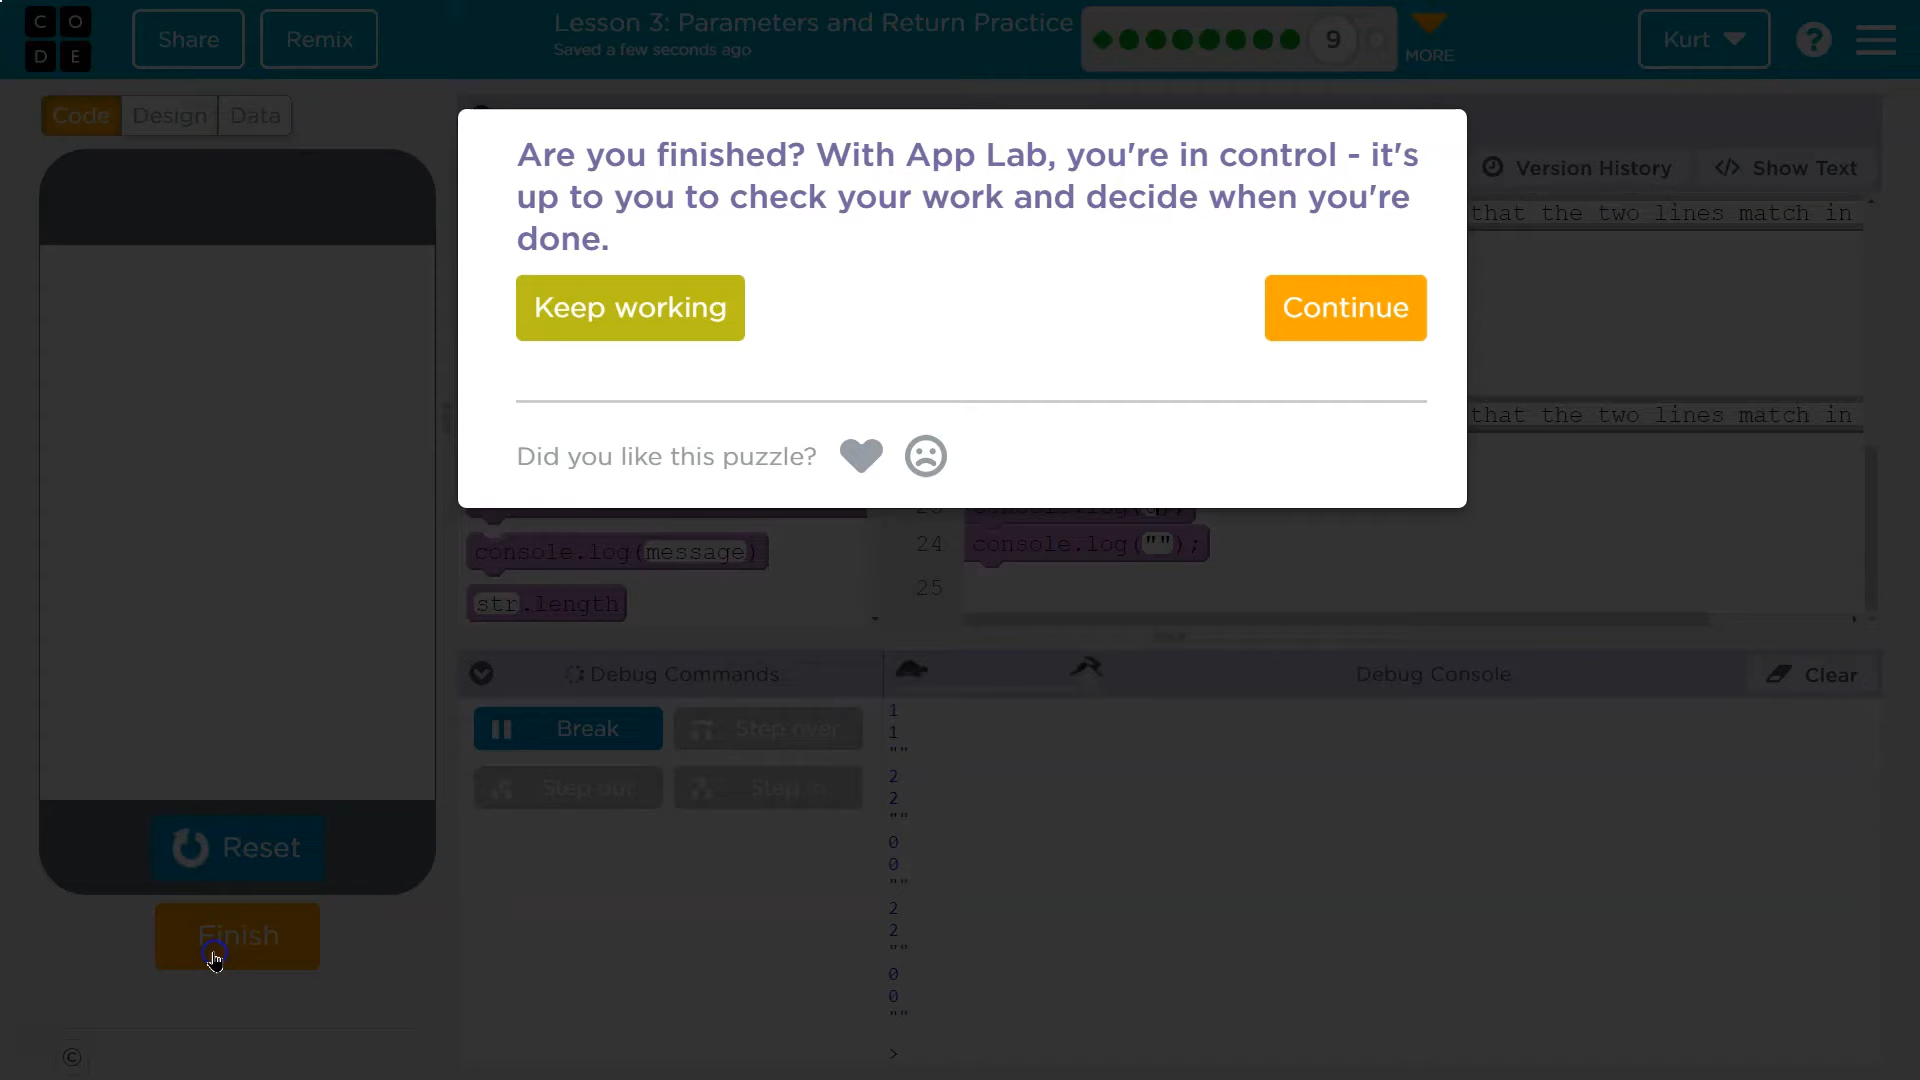 C O
D E
Share
Remix
Lesson 3: Parameters and Return Practice
Saved a few seconds ago
9
MORE
Kurt
?
Code
Design
Data
Are you finished? With App Lab, you're in control - it's
up to you to check your work and decide when you're
done.
Keep working
Continue
Did you like this puzzle?
Version History
</> Show Text
that the two lines match in
that the two lines match in
console.log(message)
str.length
24 console.log("");
25
Debug Commands
Debug Console
Clear
Break
Step over
Step out
Step in
1
1
""
2
2
""
0
0
""
2
2
""
0
0
""
>
Reset
Finish
©